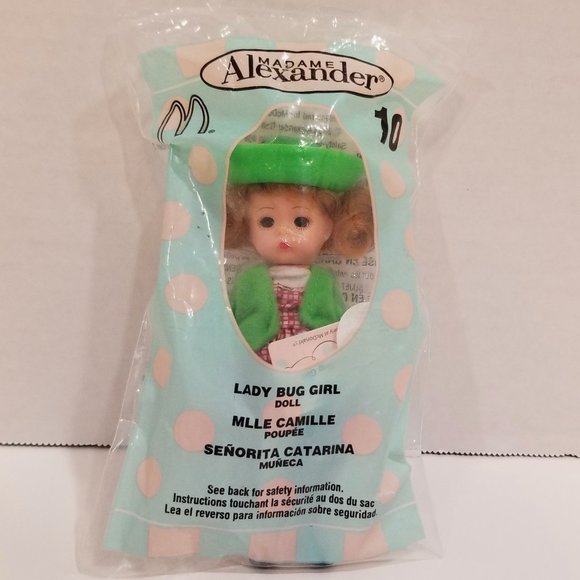 MADAME
Alexander®
10
LADY BUG GIRL
DOLL
MLLE CAMILLE
POUPÉE
SEÑORITA CATARINA
MUÑECA
See back for safety information.
Instructions touchant la sécurité au dos du sac
Lea el reverso para información sobre seguridad.